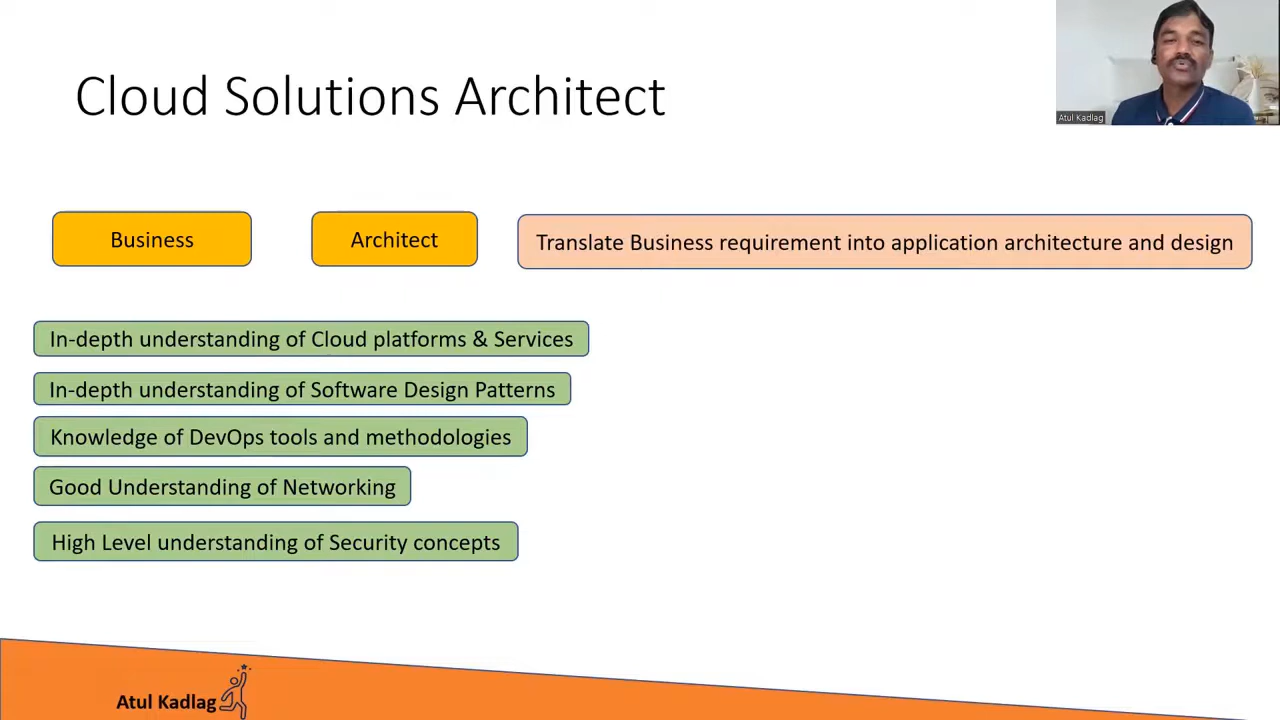 Cloud Solutions Architect
Atul Kadlag
Business
Architect
Translate Business requirement into application architecture and design
In-depth understanding of Cloud platforms & Services
In-depth understanding of Software Design Patterns
Knowledge of DevOps tools and methodologies
Good Understanding of Networking
High Level understanding of Security concepts
Atul Kadlag